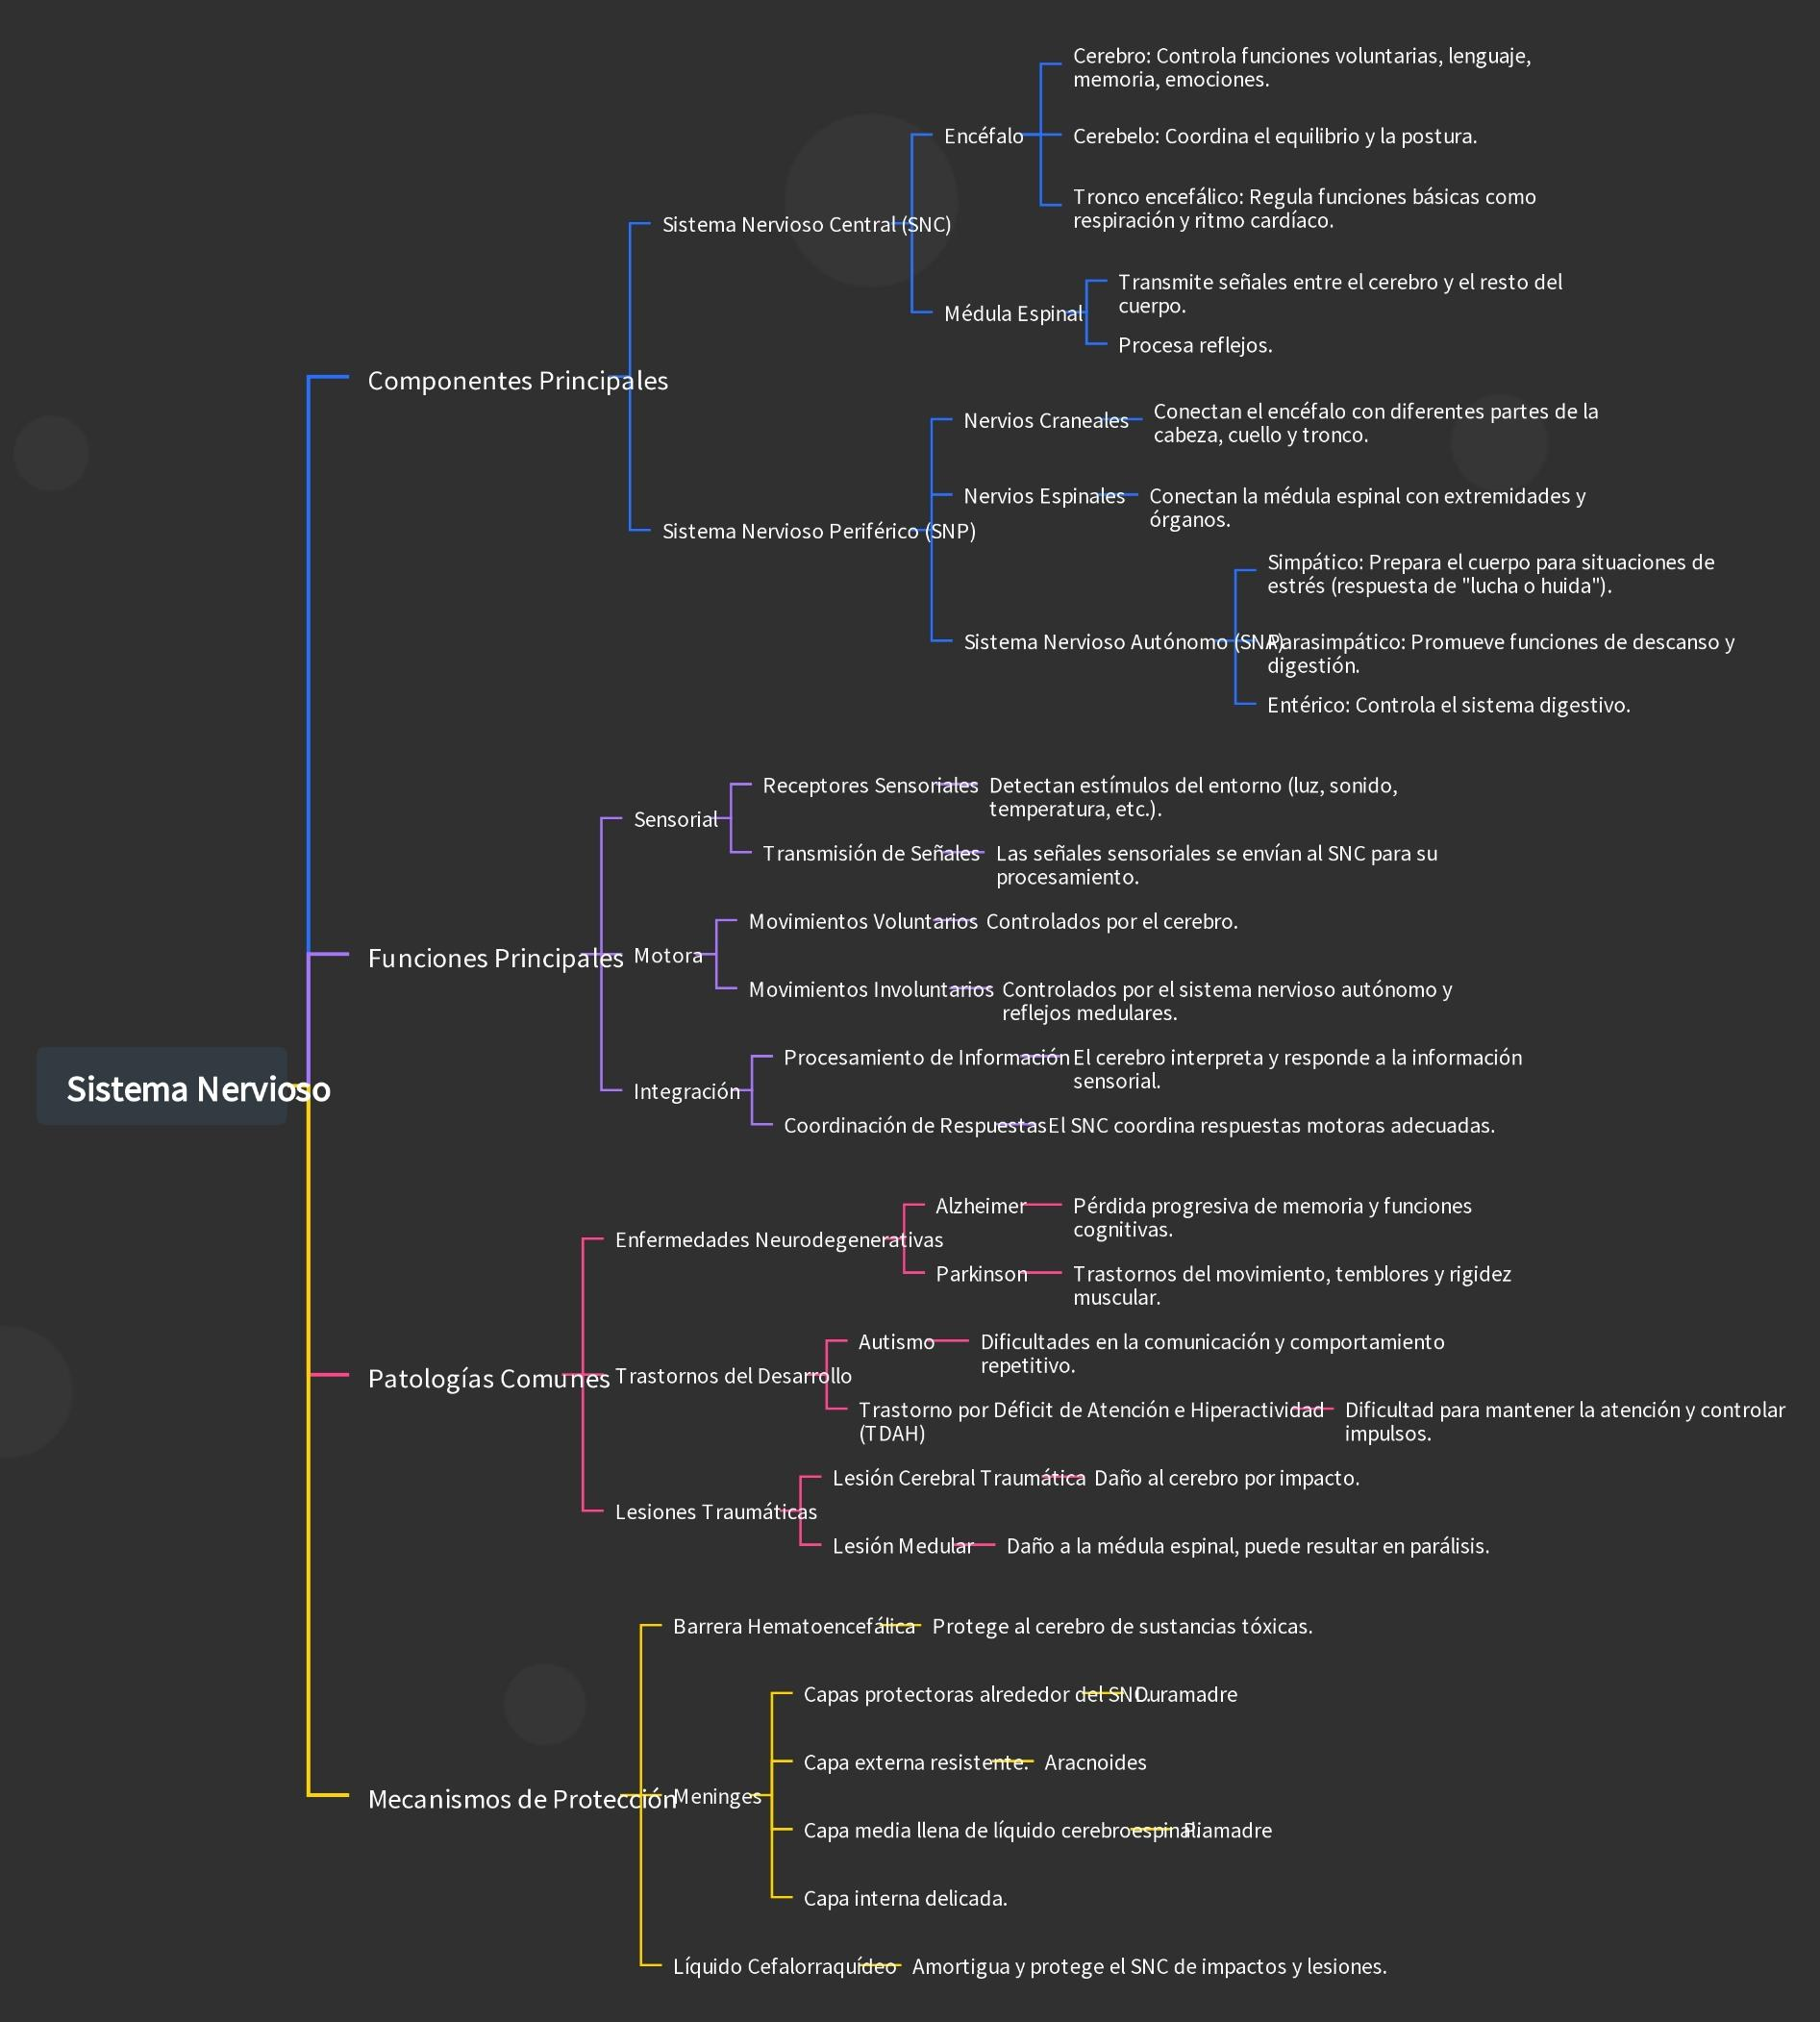 Cerebro: Controla funciones voluntarias, lenguaje,
memoria, emociones.
Encéfalo
Cerebelo: Coordina el equilibrio y la postura.
Tronco encefálico: Regula funciones básicas como
respiración y ritmo cardíaco.
Sistema Nervioso Central (SNC)
Transmite señales entre el cerebro y el resto del
cuerpo.
Médula Espinal
Procesa reflejos.
Componentes Principales
Nervios Craneales
Conectan el encéfalo con diferentes partes de la
cabeza, cuello y tronco.
Nervios Espinales
Conectan la médula espinal con extremidades y
órganos.
Sistema Nervioso Periférico (SNP)
Simpático: Prepara el cuerpo para situaciones de
estrés (respuesta de "lucha o huida").
Sistema Nervioso Autónomo (SNA)
Parasimpático: Promueve funciones de descanso y
digestión.
Entérico: Controla el sistema digestivo.
Receptores Sensoriales
Detectan estímulos del entorno (luz, sonido,
temperatura, etc.).
Sensorial
Transmisión de Señales
Las señales sensoriales se envían al SNC para su
procesamiento.
Movimientos Voluntarios
Controlados por el cerebro.
Funciones Principales
Motora
Movimientos Involuntarios
Controlados por el sistema nervioso autónomo y
reflejos medulares.
Procesamiento de Información
El cerebro interpreta y responde a la información
sensorial.
Integración
Coordinación de Respuestas
El SNC coordina respuestas motoras adecuadas.
Sistema Nervioso
Alzheimer
Pérdida progresiva de memoria y funciones
cognitivas.
Enfermedades Neurodegenerativas
Parkinson
Trastornos del movimiento, temblores y rigidez
muscular.
Autismo
Dificultades en la comunicación y comportamiento
repetitivo.
Patologías Comunes
Trastornos del Desarrollo
Trastorno por Déficit de Atención e Hiperactividad
(TDAH)
Dificultad para mantener la atención y controlar
impulsos.
Lesión Cerebral Traumática
Daño al cerebro por impacto.
Lesiones Traumáticas
Lesión Medular
Daño a la médula espinal, puede resultar en parálisis.
Barrera Hematoencefálica
Protege al cerebro de sustancias tóxicas.
Capas protectoras alrededor del SNC.
Duramadre
Capa externa resistente.
Aracnoides
Mecanismos de Protección
Meninges
Capa media llena de líquido cerebroespinal.
Piamadre
Capa interna delicada.
Líquido Cefalorraquídeo
Amortigua y protege el SNC de impactos y lesiones.